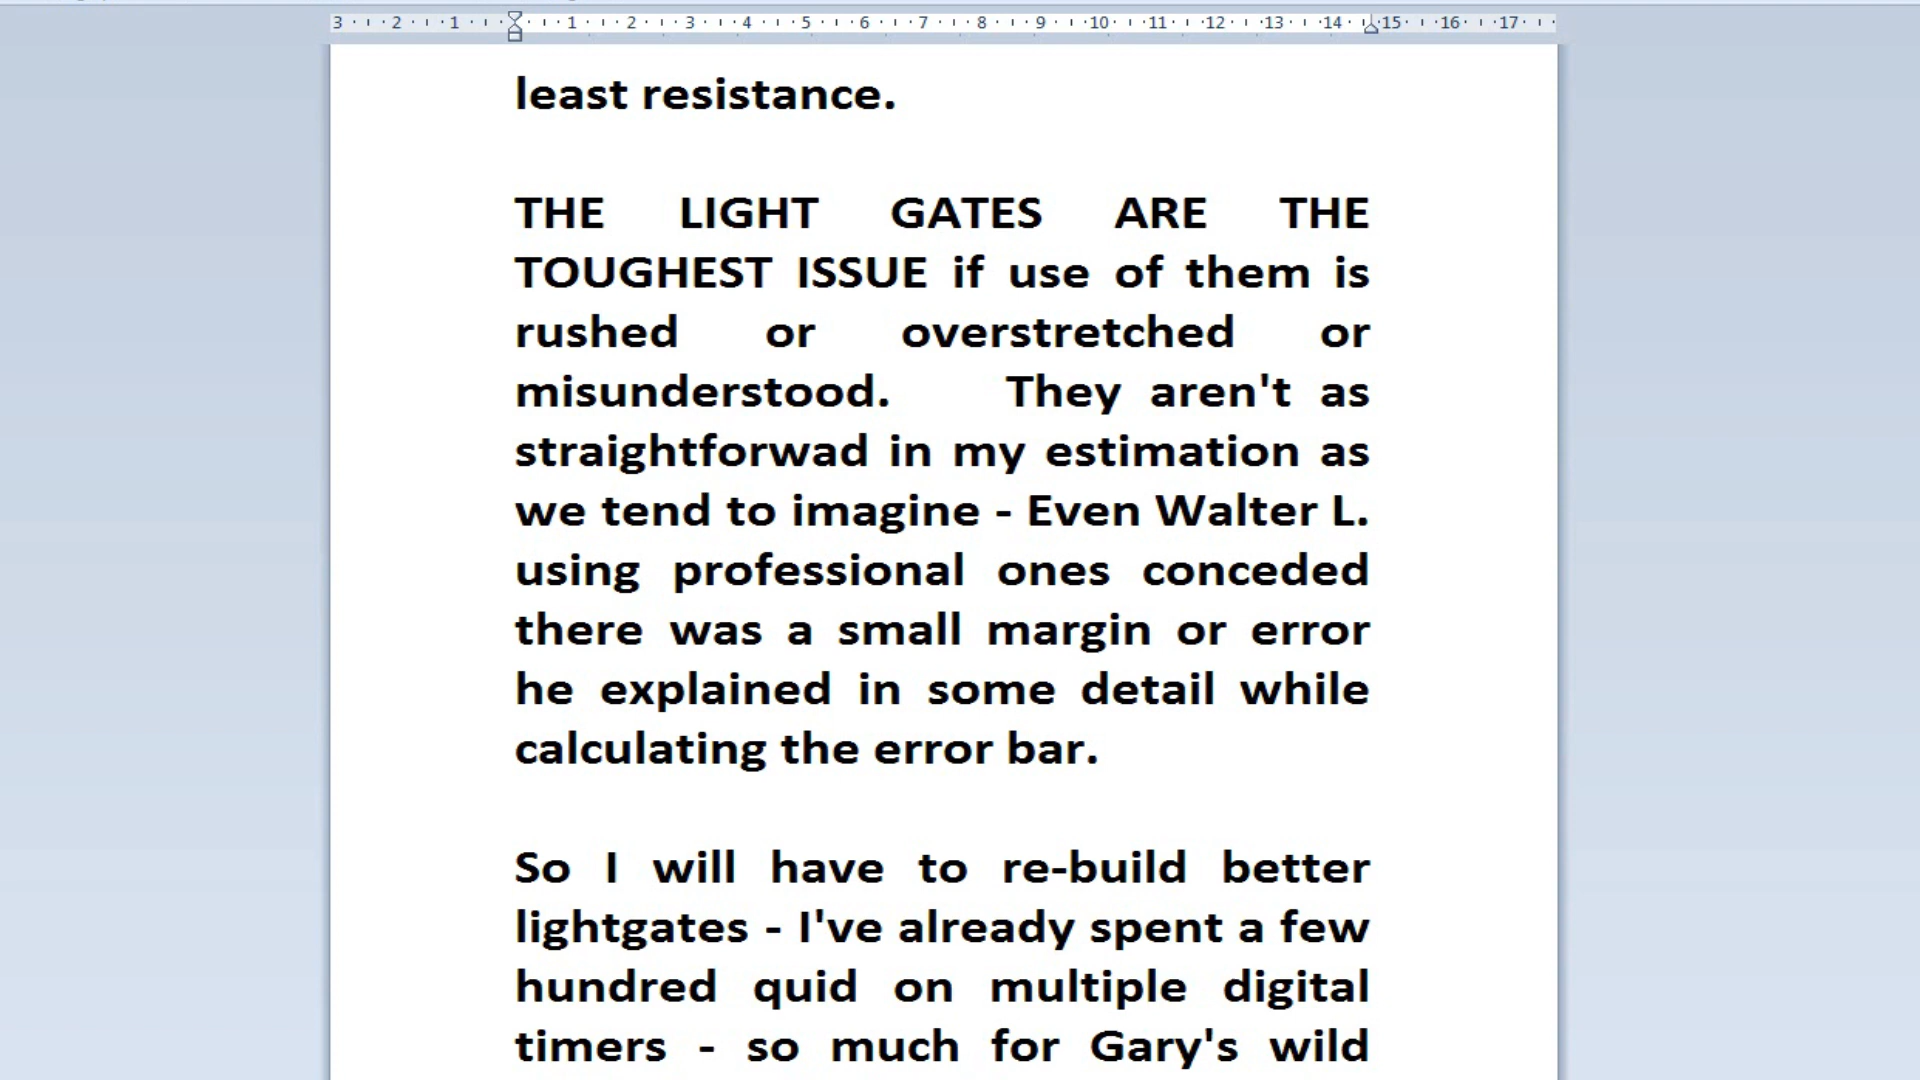 3 2 1 1 2 3 4 5 6 7 8 9 10 11 12 13 14 15 16 17
least resistance.
THE LIGHT GATES ARE THE
TOUGHEST ISSUE if use of them is
rushed or overstretched or
misunderstood. They aren't as
straightforwad in my estimation as
we tend to imagine - Even Walter L.
using professional ones conceded
there was a small margin or error
he explained in some detail while
calculating the error bar.
So I will have to re-build better
lightgates - I've already spent a few
hundred quid on multiple digital
timers - so much for Gary's wild